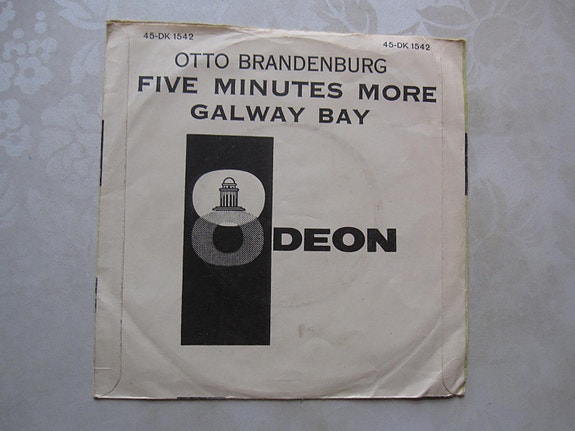 45-DK 1542
45-DK 1542
OTTO BRANDENBURG
FIVE MINUTES MORE
GALWAY BAY
ODEON